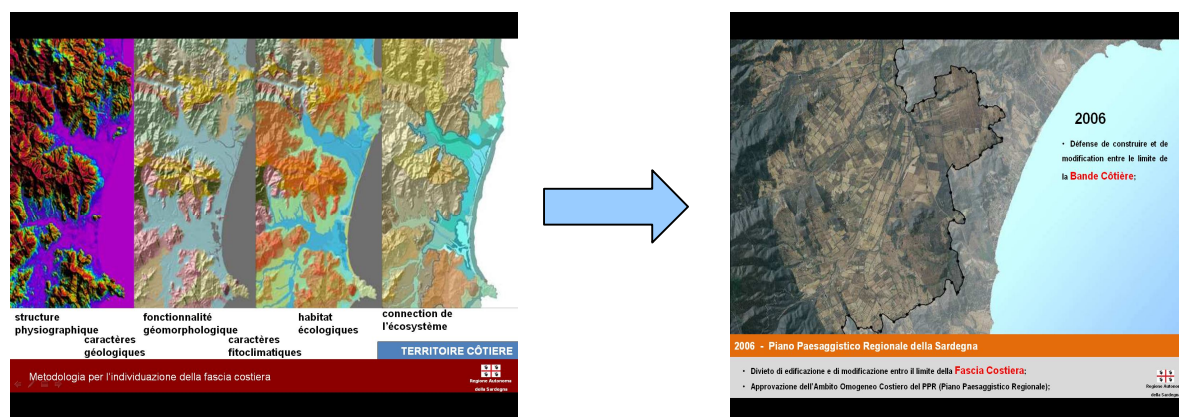 structure
physiographique
caractères
géologiques
fonctionnalité
géomorphologique
caractères
fitoclimatiques
habitat
écologiques
connection de
l'écosystème
TERRITOIRE CÔTIERE
Metodologia per l'individuazione della fascia costiera
Regione Autonoma
della Sardegna
2006
• Défense de construire et de
modification entre le limite de
la Bande Côtière;
2006 - Piano Paesaggistico Regionale della Sardegna
• Divieto di edificazione e di modificazione entro il limite della Fascia Costiera;
• Approvazione dell'Ambito Omogeneo Costiero del PPR (Piano Paesaggistico Regionale);
Regione Autonoma
della Sardegna